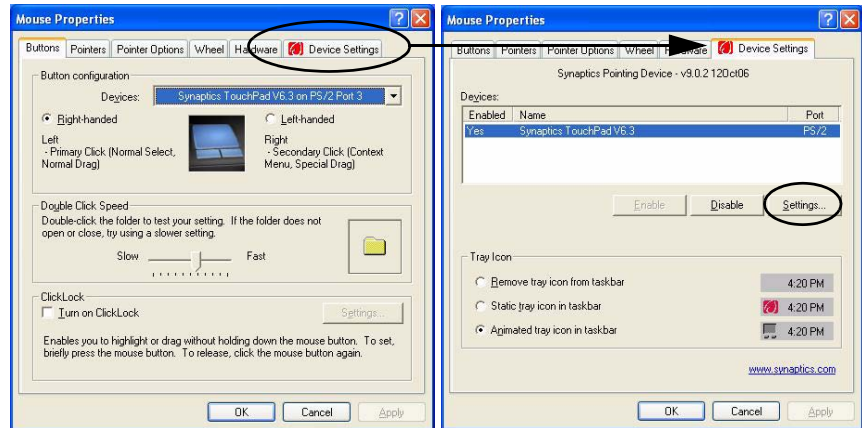 Mouse Properties
Buttons Pointers Pointer Options Wheel Hardware Device Settings
Button configuration
Devices: Synaptics TouchPad V6.3 on PS/2 Port 3
Right-handed Left-handed
Left
- Primary Click (Normal Select,
Normal Drag)
Right
- Secondary Click (Context
Menu, Special Drag)
Double Click Speed
Double-click the folder to test your setting. If the folder does not
open or close, try using a slower
setting.
Slow Fast
ClickLock
Turn on ClickLock Settings...
Enables you to highlight or drag without holding down the mouse button. To set,
briefly press the mouse button. To release, click the mouse button again.
OK Cancel Apply
Mouse Properties
Buttons Pointers Pointer Options Wheel Hardware Device Settings
Synaptics Pointing Device - v9.0.2 12Oct06
Devices:
Enabled Name Port
Yes Synaptics TouchPad V6.3 PS/2
Enable Disable Settings...
Tray Icon
Remove tray icon from taskbar 4:20 PM
Static tray icon in taskbar 4:20 PM
Animated tray icon in taskbar 4:20 PM
www.synaptics.com
OK Cancel Apply